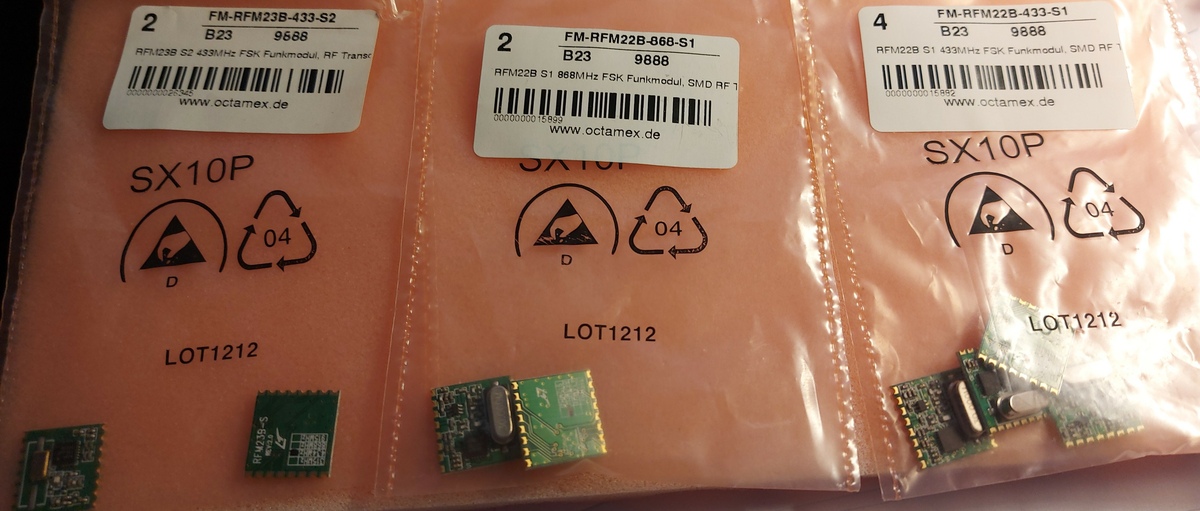 2
FM-RFM23B-433-S2
B23 9888
RFM23B S2 433MHz FSK Funkmodul, RF Transc
www.octamex.de
SX10P
04
D
LOT1212
RFM23B-S
2
FM-RFM22B-868-S1
B23 9888
RFM22B S1 868MHz FSK Funkmodul, SMD RF T
0000000015899
www.octamex.de
SX10P
04
D
LOT1212
4
FM-RFM22B-433-S1
B23 9888
RFM22B S1 433MHz FSK Funkmodul, SMD RF T
0000000015882
www.octamex.de
SX10P
04
D
LOT1212